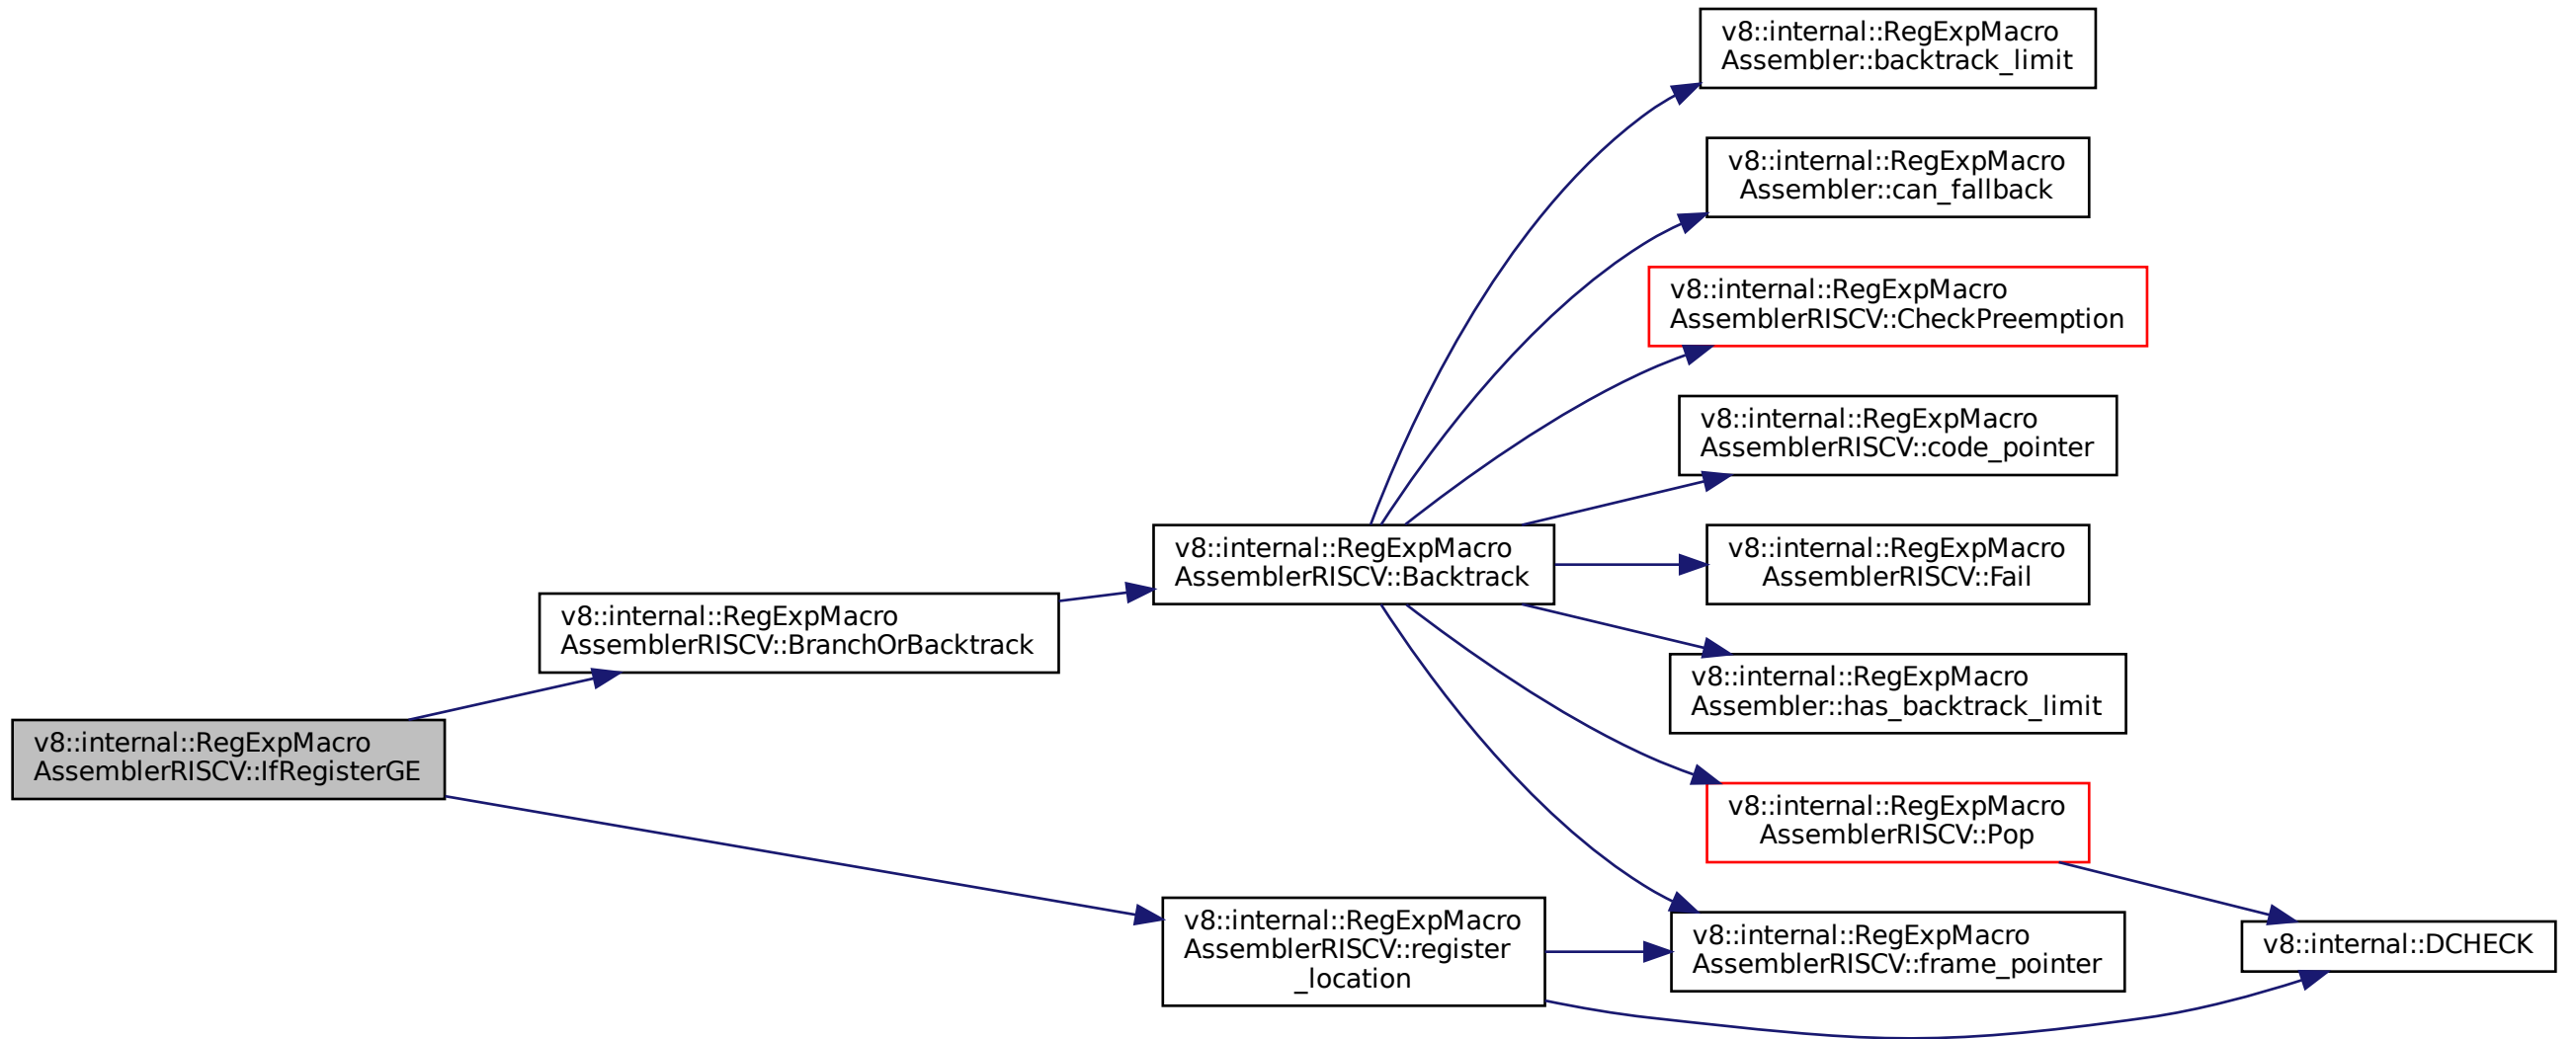 v8::internal::RegExpMacro
Assembler::backtrack_limit
v8::internal::RegExpMacro
Assembler::can_fallback
v8::internal::RegExpMacro
AssemblerRISCV::CheckPreemption
v8::internal::RegExpMacro
AssemblerRISCV::code_pointer
v8::internal::RegExpMacro
AssemblerRISCV::Backtrack
v8::internal::RegExpMacro
AssemblerRISCV::Fail
v8::internal::RegExpMacro
AssemblerRISCV::BranchOrBacktrack
v8::internal::RegExpMacro
Assembler::has_backtrack_limit
v8::internal::RegExpMacro
AssemblerRISCV::IfRegisterGE
v8::internal::RegExpMacro
AssemblerRISCV::Pop
v8::internal::RegExpMacro
AssemblerRISCV::register
_location
v8::internal::RegExpMacro
AssemblerRISCV::frame_pointer
v8::internal::DCHECK